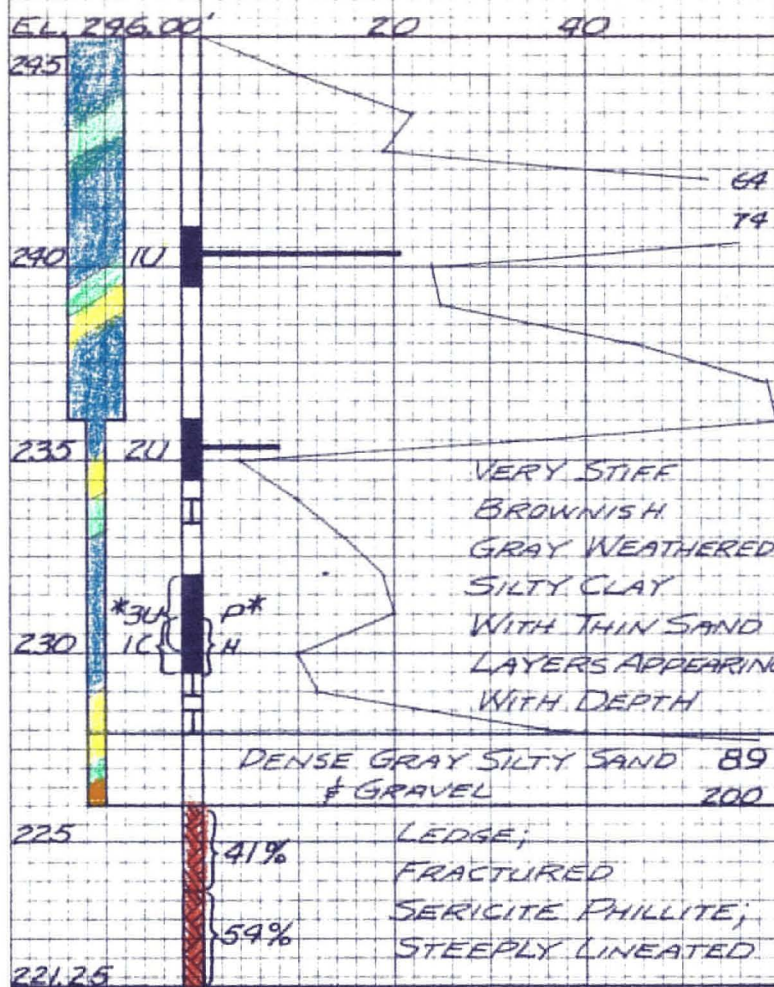 EL. 246.00' 20 40
245
64
74
240 1U
235 2U
VERY STIFF
BROWNISH
GRAY WEATHERED
SILTY CLAY
*3U P* WITH THIN SAND
230 1C H LAYERS APPEARING
WITH DEPTH
DENSE GRAY SILTY SAND 89
& GRAVEL 200
225 41% LEDGE;
FRACTURED
54% SERICITE PHILLITE;
STEEPLY LINEATED
221.25